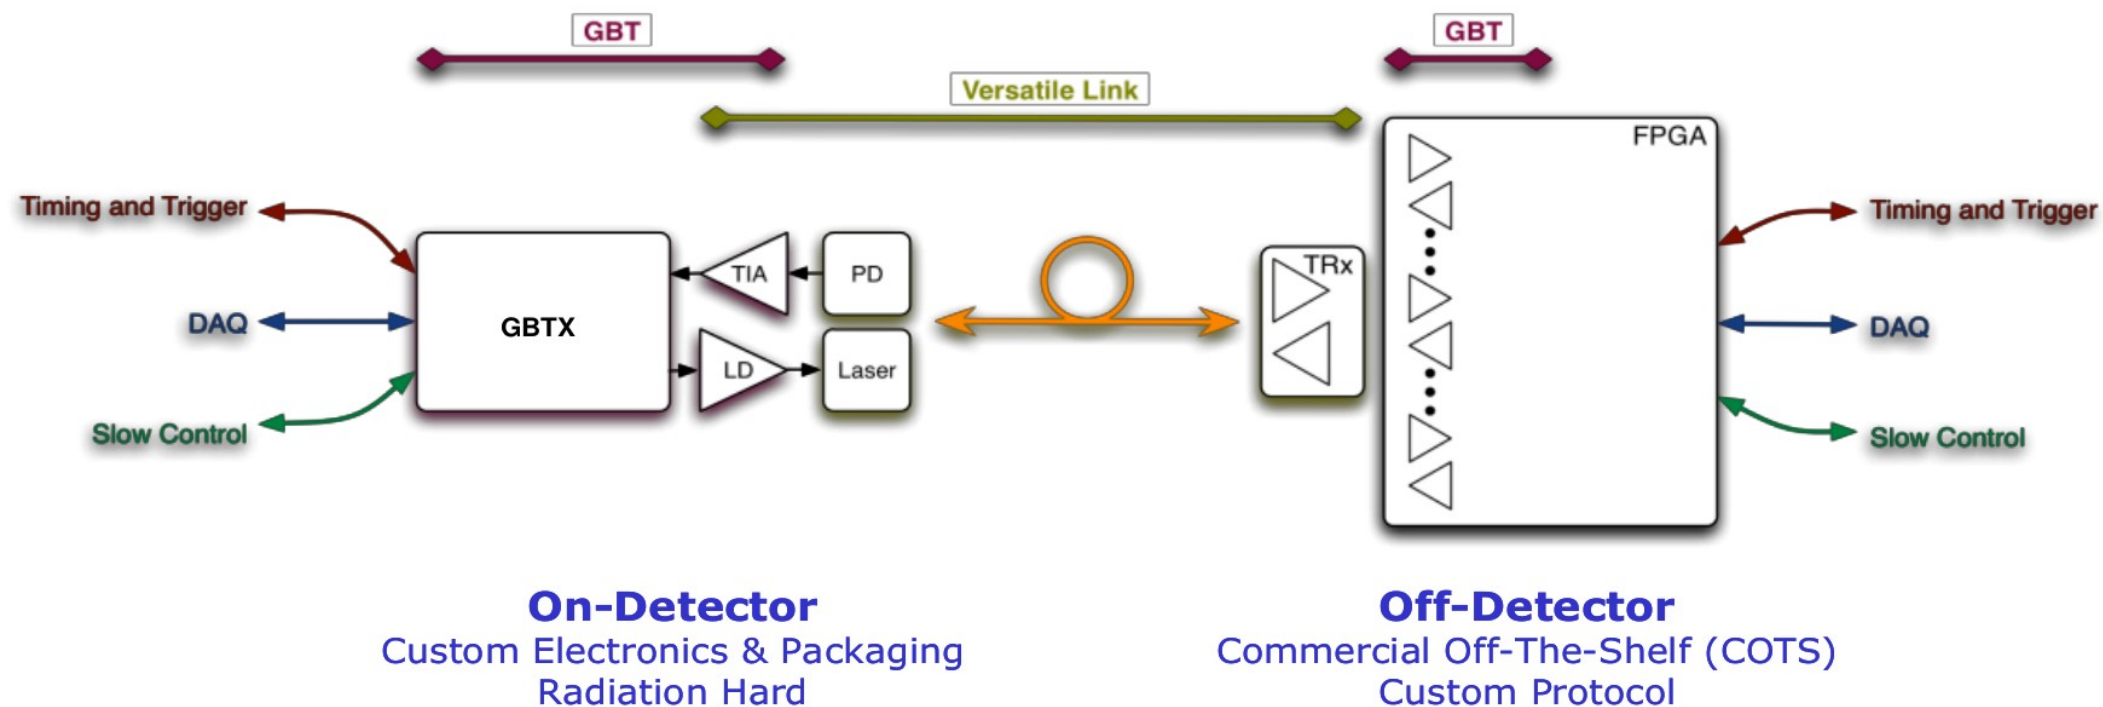 GBT
GBT
Versatile Link
FPGA
Timing and Trigger
Timing and Trigger
TIA
PD
TRx
GBTX
DAQ
DAQ
LD
Laser
Slow Control
Slow Control
On-Detector
Custom Electronics & Packaging
Radiation Hard
Off-Detector
Commercial Off-The-Shelf (COTS)
Custom Protocol